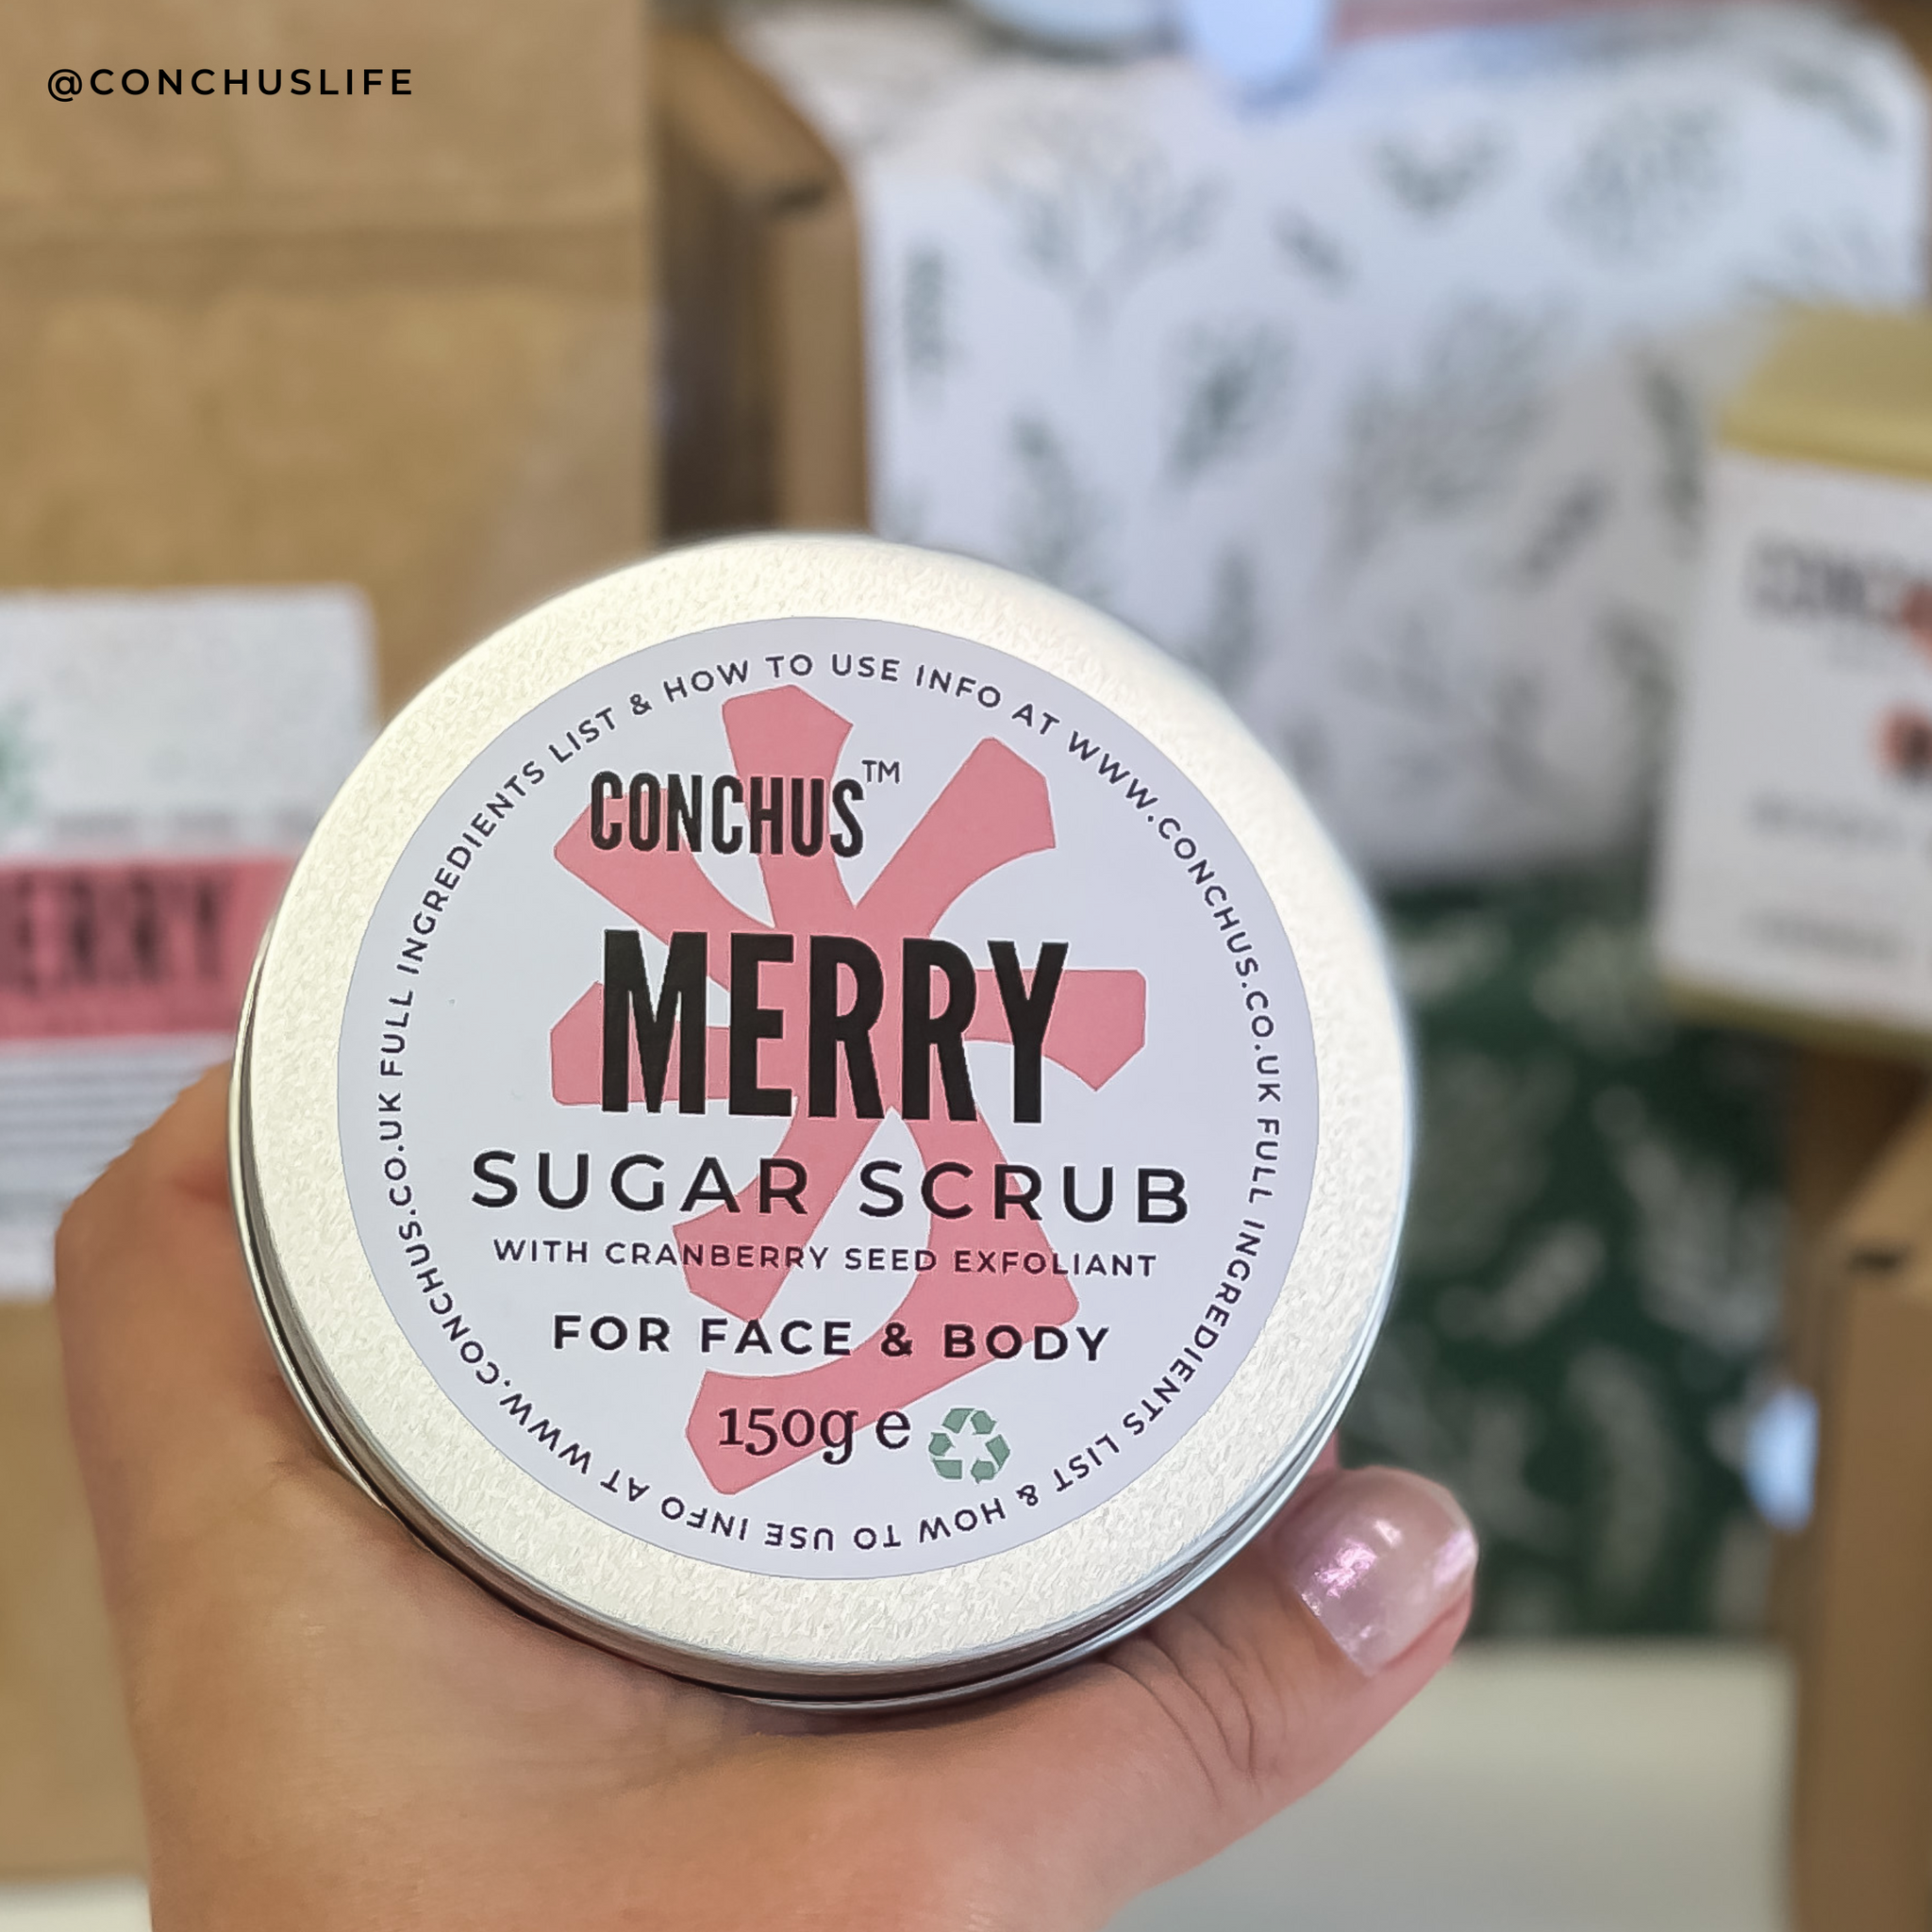 @CONCHUSLIFE
WWW.CONCHUS.CO.UK FULL INGREDIENTS LIST & HOW TO USE INFO AT WWW.CONCHUS.CO.UK FULL INGREDIENTS LIST & HOW TO USE INFO AT
CONCHUS™
MERRY
SUGAR SCRUB
WITH CRANBERRY SEED EXFOLIANT
FOR FACE & BODY
150g e
ERRY